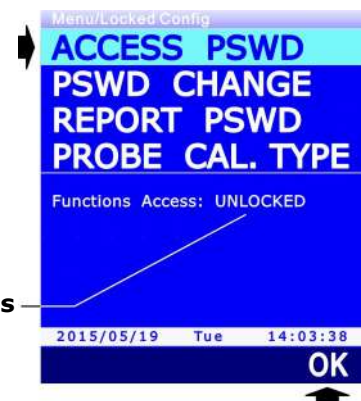 Menu/Locked Config
ACCESS PSWD
PSWD CHANGE
REPORT PSWD
PROBE CAL. TYPE
Functions Access: UNLOCKED
s
2015/05/19 Tue 14:03:38
OK